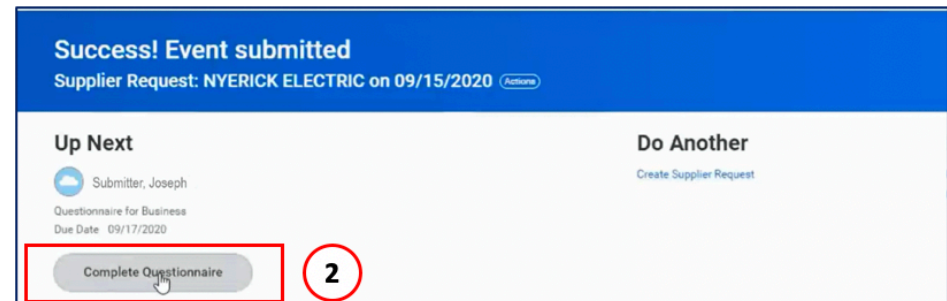 Success! Event submitted
Supplier Request: NYERICK ELECTRIC on 09/15/2020 Actions
Up Next
Submitter, Joseph
Questionnaire for Business
Due Date 09/17/2020
Complete Questionnaire
2
Do Another
Create Supplier Request